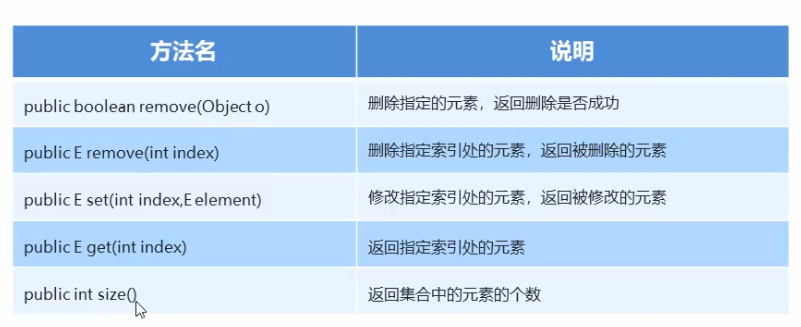 方法名 说明
public boolean remove(Object o) 删除指定的元素，返回删除是否成功
public E remove(int index) 删除指定索引处的元素，返回被删除的元素
public E set(int index,E element) 修改指定索引处的元素，返回被修改的元素
public E get(int index) 返回指定索引处的元素
public int size() 返回集合中的元素的个数